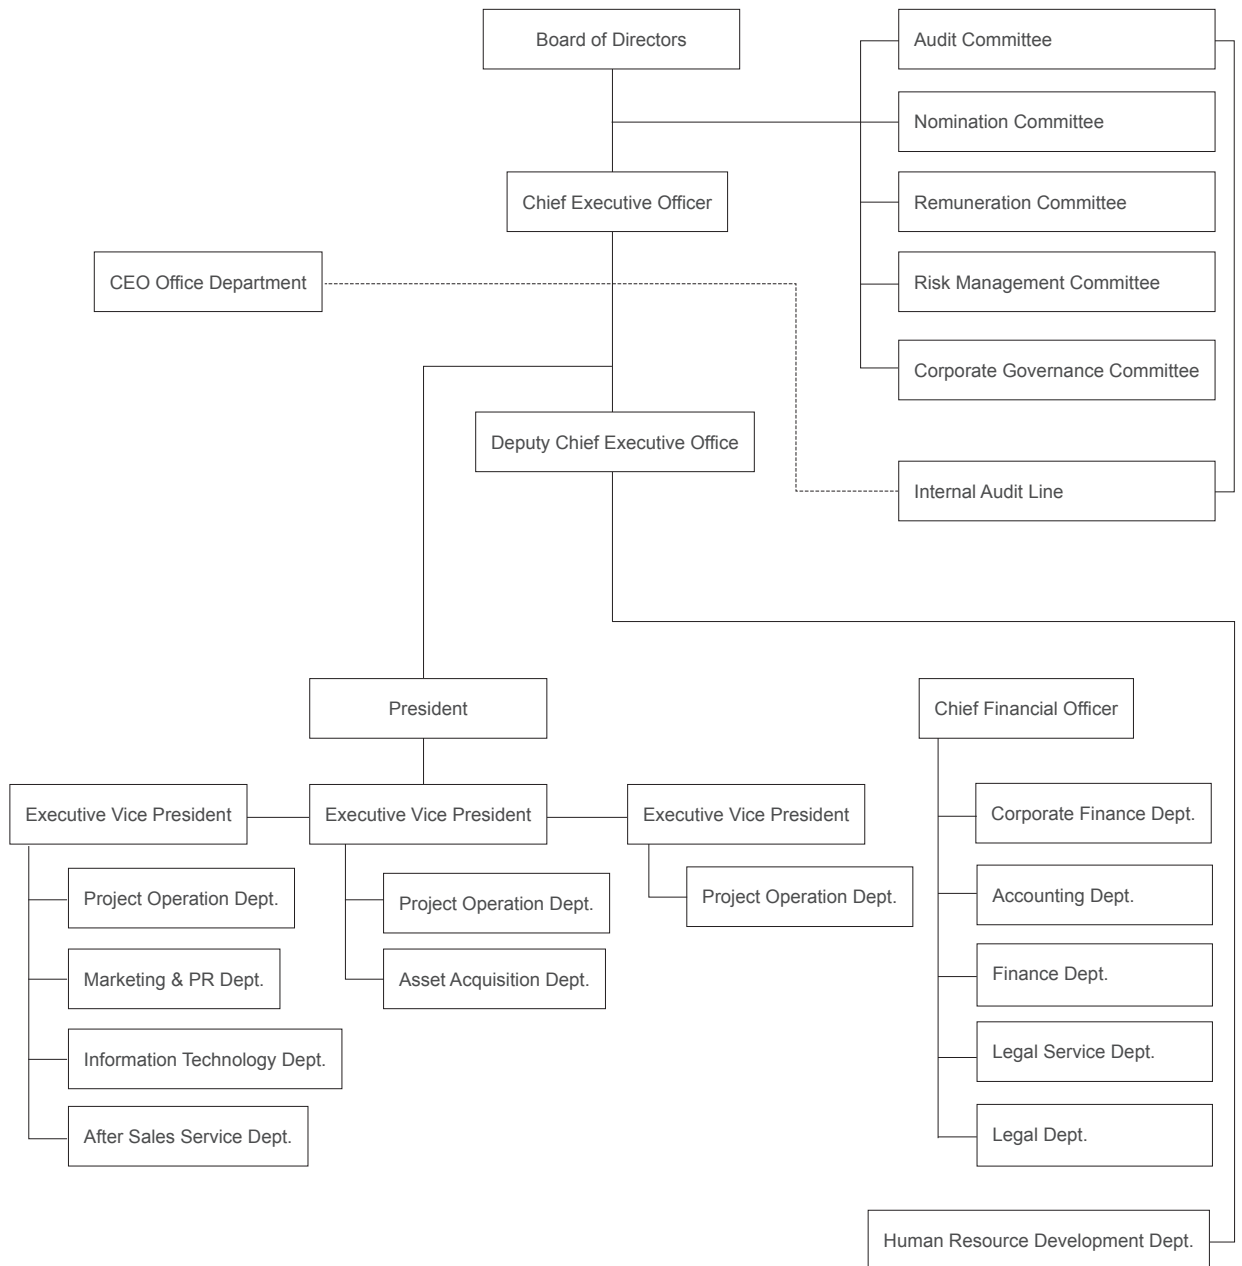 Board of Directors
Audit Committee
Nomination Committee
Chief Executive Officer
Remuneration Committee
CEO Office Department
Risk Management Committee
Corporate Governance Committee
Deputy Chief Executive Office
Internal Audit Line
President
Chief Financial Officer
Executive Vice President
Executive Vice President
Executive Vice President
Corporate Finance Dept.
Project Operation Dept.
Project Operation Dept.
Project Operation Dept.
Accounting Dept.
Marketing & PR Dept.
Asset Acquisition Dept.
Finance Dept.
Information Technology Dept.
Legal Service Dept.
After Sales Service Dept.
Legal Dept.
Human Resource Development Dept.